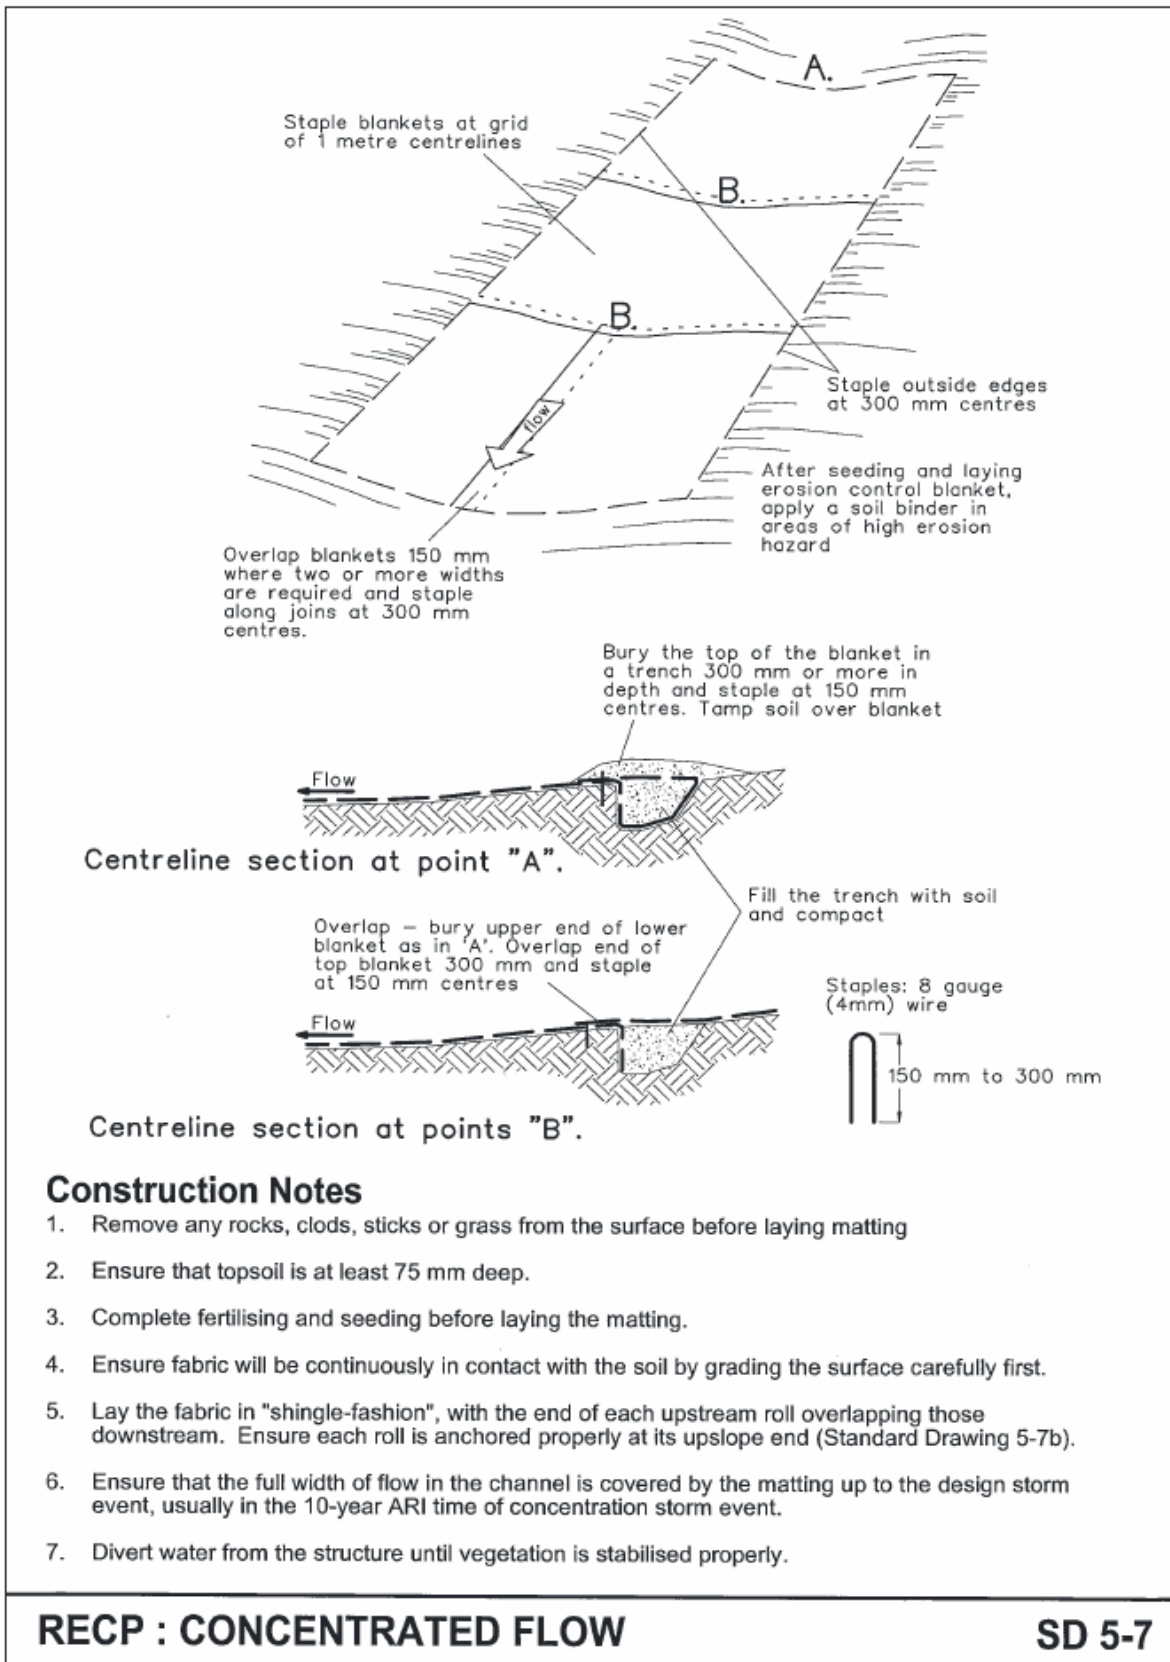 A.
Staple blankets at grid
of 1 metre centrelines
B.
B.
flow
Staple outside edges
at 300 mm centres
After seeding and laying
erosion control blanket,
apply a soil binder in
areas of high erosion
hazard
Overlap blankets 150 mm
where two or more widths
are required and staple
along joins at 300 mm
centres.
Bury the top of the blanket in
a trench 300 mm or more in
depth and staple at 150 mm
centres. Tamp soil over blanket
Flow
Centreline section at point "A".
Fill the trench with soil
and compact
Overlap – bury upper end of lower
blanket as in 'A'. Overlap end of
top blanket 300 mm and staple
at 150 mm centres
Staples: 8 gauge
(4mm) wire
Flow
150 mm to 300 mm
Centreline section at points "B".
Construction Notes
1. Remove any rocks, clods, sticks or grass from the surface before laying matting
2. Ensure that topsoil is at least 75 mm deep.
3. Complete fertilising and seeding before laying the matting.
4. Ensure fabric will be continuously in contact with the soil by grading the surface carefully first.
5. Lay the fabric in "shingle-fashion", with the end of each upstream roll overlapping those
downstream. Ensure each roll is anchored properly at its upslope end (Standard Drawing 5-7b).
6. Ensure that the full width of flow in the channel is covered by the matting up to the design storm
event, usually in the 10-year ARI time of concentration storm event.
7. Divert water from the structure until vegetation is stabilised properly.
RECP : CONCENTRATED FLOW
SD 5-7